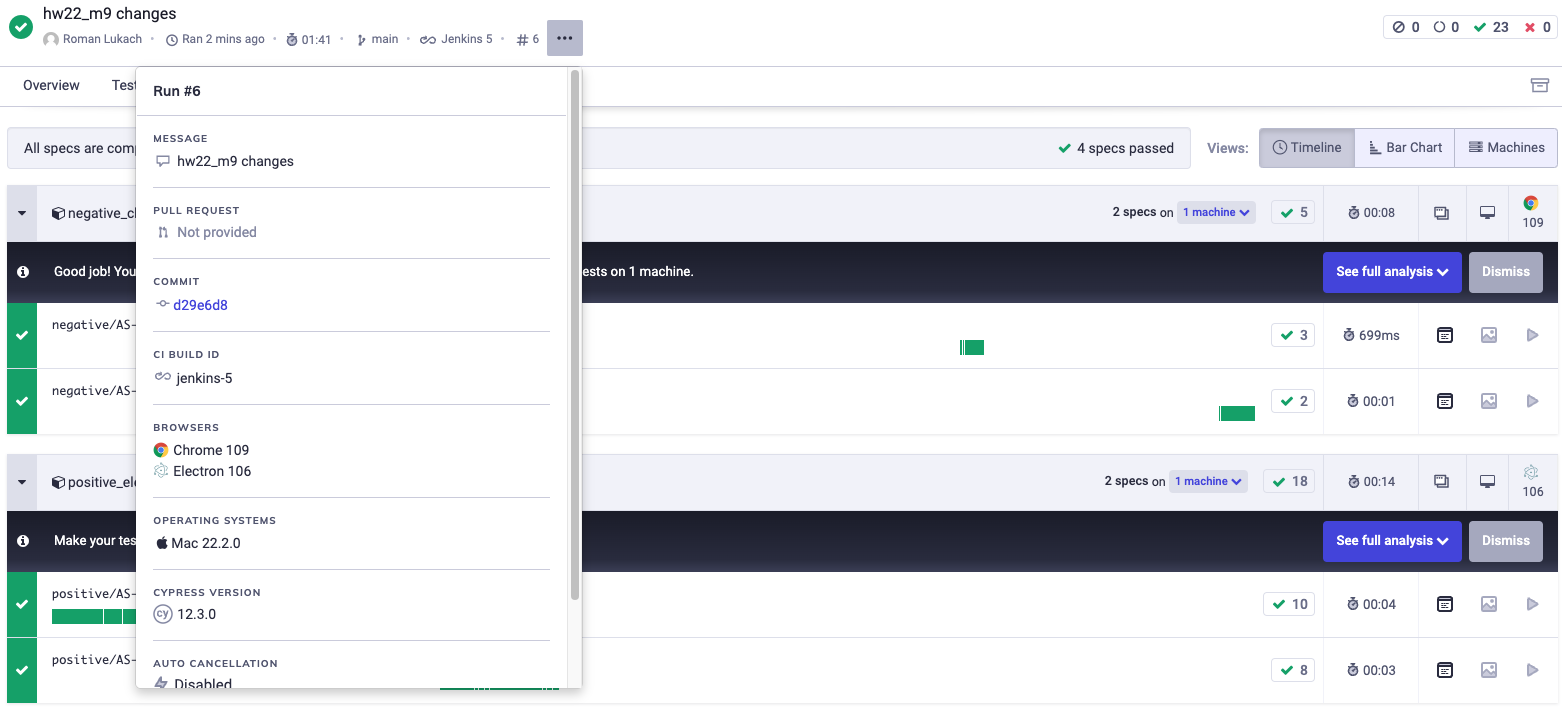 hw22_m9 changes
Roman Lukach • Ran 2 mins ago • 01:41 • main • Jenkins 5 • # 6 ...
0 0 23 0
Overview Test
Run #6
MESSAGE
hw22_m9 changes
PULL REQUEST
Not provided
COMMIT
d29e6d8
CI BUILD ID
jenkins-5
BROWSERS
Chrome 109
Electron 106
OPERATING SYSTEMS
Mac 22.2.0
CYPRESS VERSION
cy 12.3.0
AUTO CANCELLATION
Disabled
All specs are com
4 specs passed
Views: Timeline Bar Chart Machines
negative_cl 2 specs on 1 machine 5 00:08 109
Good job! You ests on 1 machine. See full analysis Dismiss
negative/AS- 3 699ms
negative/AS- 2 00:01
positive_ele 2 specs on 1 machine 18 00:14 106
Make your tes See full analysis Dismiss
positive/AS- 10 00:04
positive/AS- 8 00:03